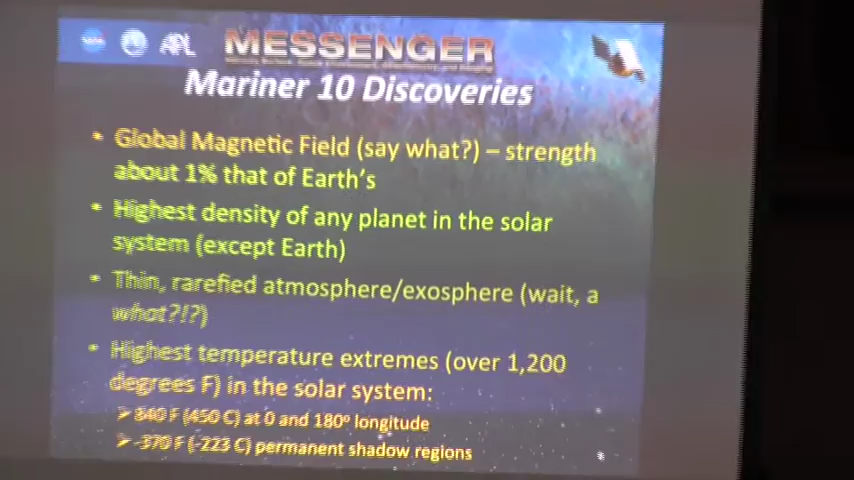 APL MESSENGER
Mariner 10 Discoveries
• Global Magnetic Field (say what?) – strength
about 1% that of Earth's
• Highest density of any planet in the solar
system (except Earth)
• Thin, rarefied atmosphere/exosphere (wait, a
what?!?)
• Highest temperature extremes (over 1,200
degrees F) in the solar system:
➢ 840 F (450 C) at 0 and 180º longitude
➢ -370 F (-223 C) permanent shadow regions